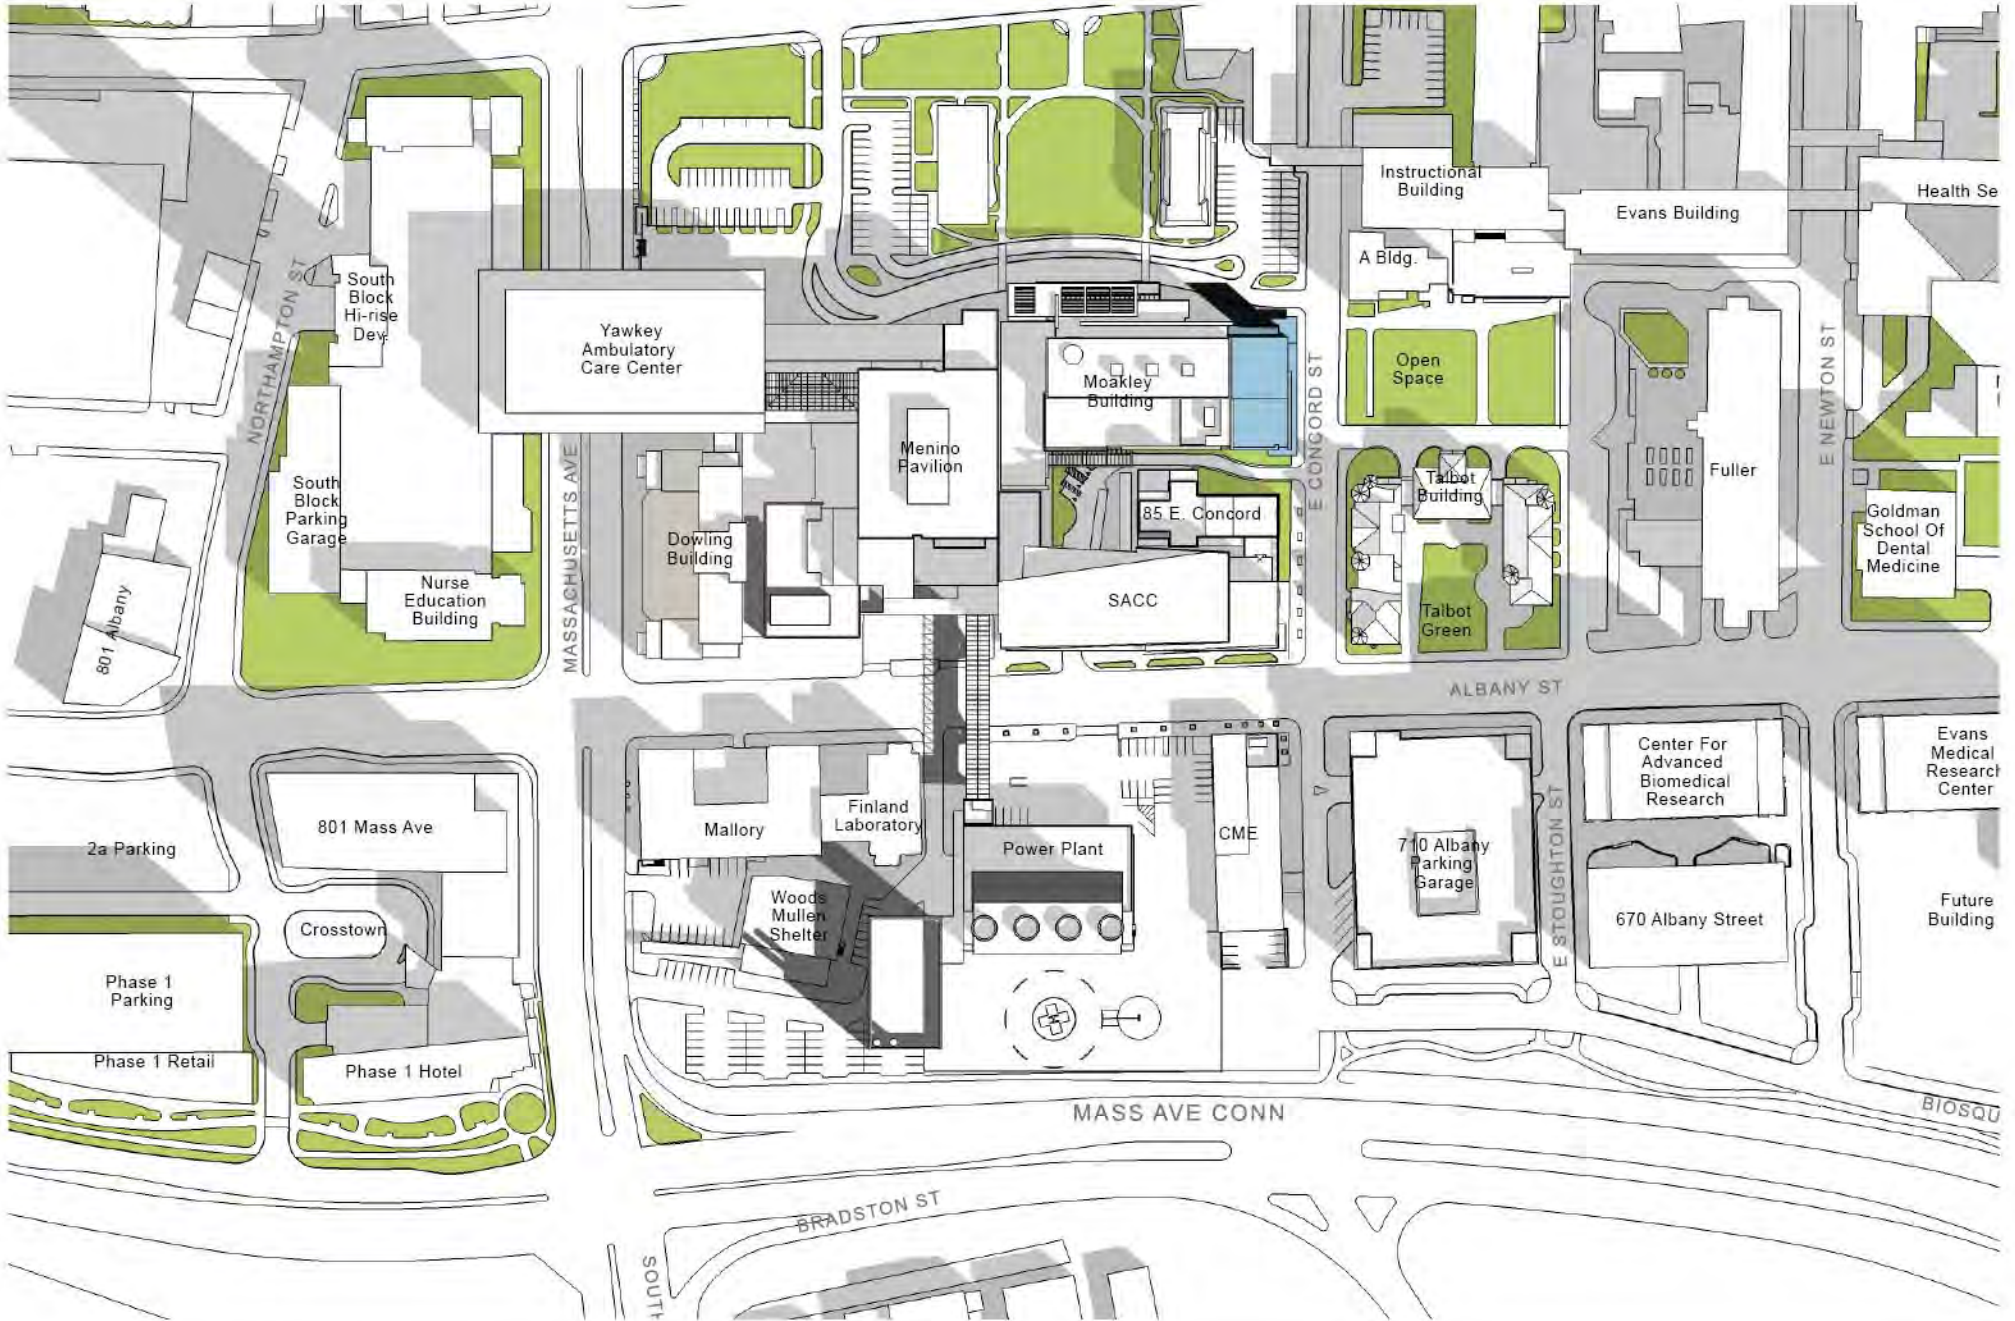 Instructional
Building
Evans Building
Health Se
A Bldg.
NORTHAMPTON ST
South
Block
Hi-rise
Dev.
Yawkey
Ambulatory
Care Center
Moakley
Building
E CONCORD ST
Open
Space
E NEWTON ST
Menino
Pavilion
MASSACHUSETTS AVE
South
Block
Parking
Garage
Dowling
Building
85 E. Concord
Talbot
Building
Fuller
Goldman
School Of
Dental
Medicine
Nurse
Education
Building
SACC
Talbot
Green
801 Albany
ALBANY ST
801 Mass Ave
2a Parking
Mallory
Finland
Laboratory
Power Plant
CME
710 Albany
Parking
Garage
E STOUGHTON ST
Center For
Advanced
Biomedical
Research
Evans
Medical
Research
Center
Crosstown
Woods
Mullen
Shelter
670 Albany Street
Future
Building
Phase 1
Parking
Phase 1 Retail
Phase 1 Hotel
MASS AVE CONN
BIOSQU
BRADSTON ST
SOUTH